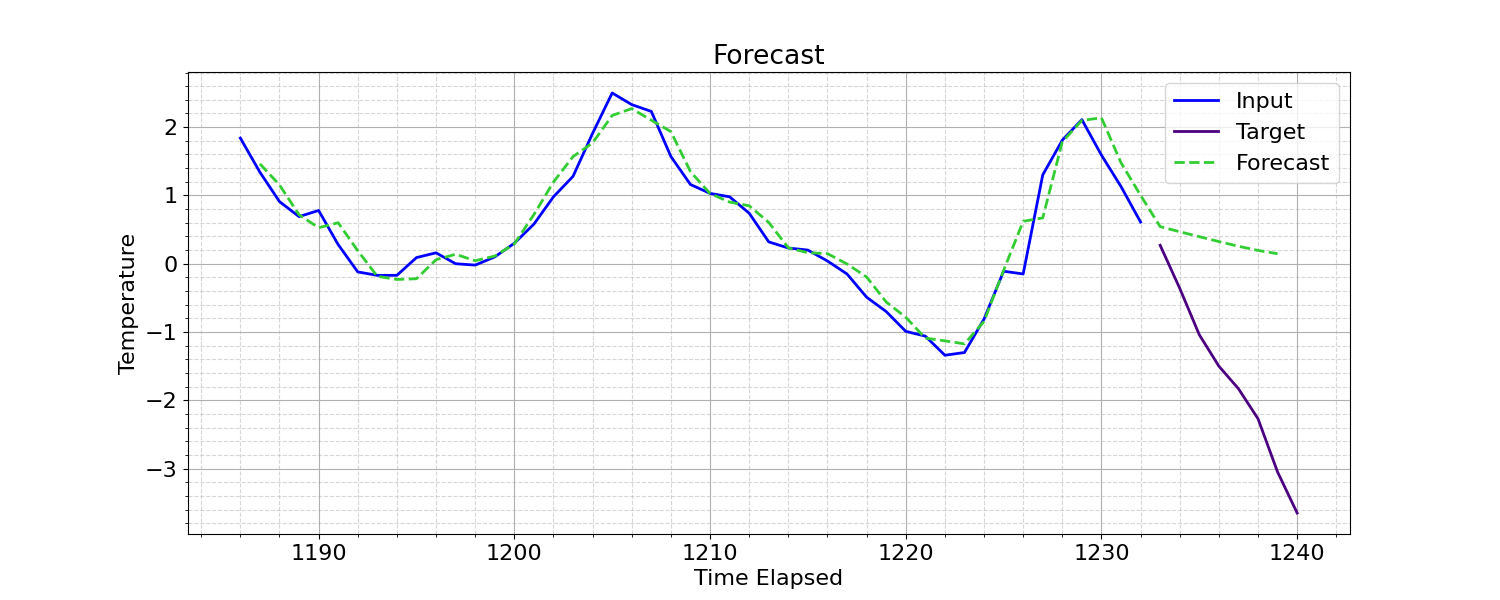 Forecast
Input
Target
Forecast
Temperature
2
1
0
−1
−2
−3
1190 1200 1210 1220 1230 1240
Time Elapsed